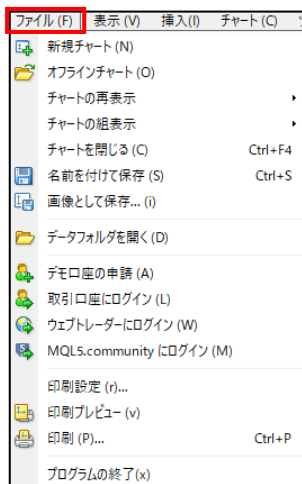 ファイル (F) 表示 (V) 挿入(I) チャート (C)
新規チャート (N)
オフラインチャート (O)
チャートの再表示
チャートの組表示
チャートを閉じる (C) Ctrl+F4
名前を付けて保存 (S) Ctrl+S
画像として保存... (i)
データフォルダを開く(D)
デモ口座の申請 (A)
取引口座にログイン (L)
ウェブトレーダーにログイン (W)
MQL5.community にログイン (M)
印刷設定 (r)...
印刷プレビュー (v)
印刷 (P)... Ctrl+P
プログラムの終了(x)